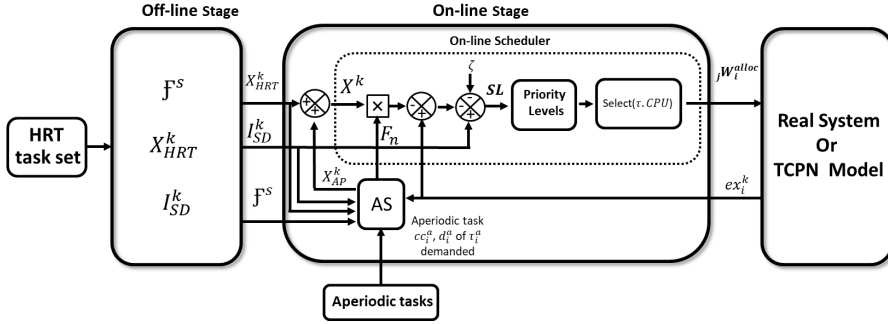 Off-line Stage
On-line Stage
On-line Scheduler
HRT
task set
Ƒˢ
X^k_HRT
I^k_SD
X^k_HRT
I^k_SD
Ƒˢ
+
+
X^k
×
F_n
-
+
ζ
-
-
+
SL
Priority
Levels
Select(τ.CPU)
X^k_AP
AS
Aperiodic task
cc_i^a, d_i^a of τ_i^a
demanded
Aperiodic tasks
jW_i^alloc
ex_i^k
Real System
Or
TCPN Model